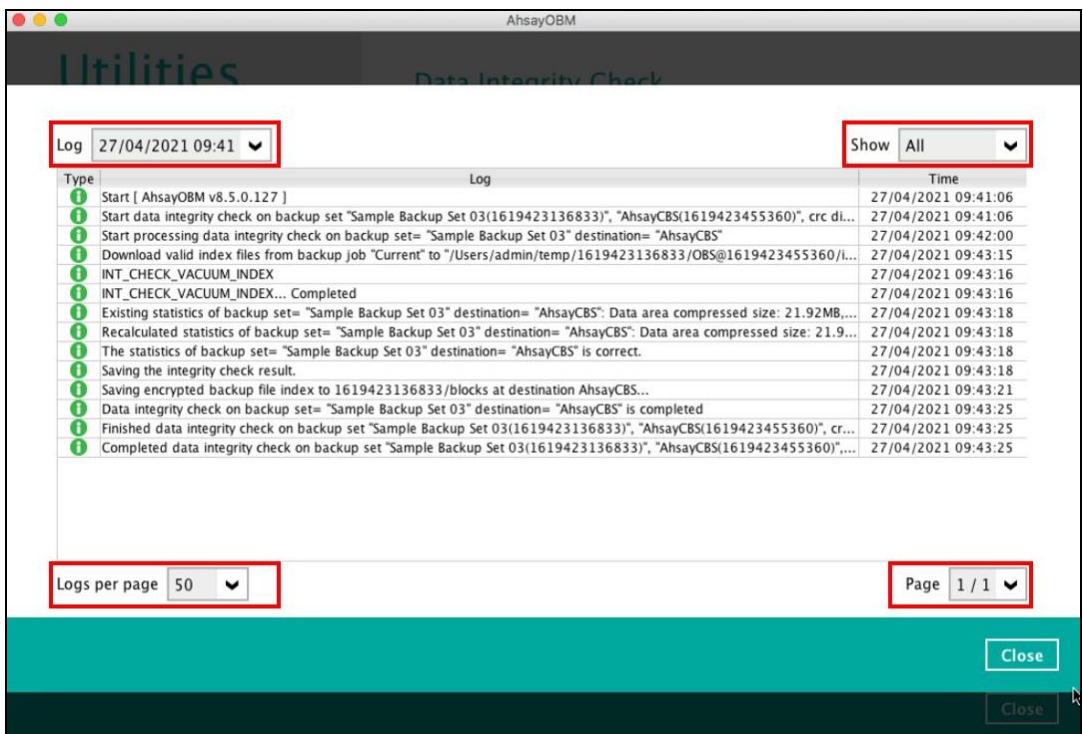 AhsayOBM
Utilities
Data Integrity Check
Log 27/04/2021 09:41 Show All
Type Log Time
Start [ AhsayOBM v8.5.0.127 ] 27/04/2021 09:41:06
Start data integrity check on backup set "Sample Backup Set 03(1619423136833)", "AhsayCBS(1619423455360)", crc di... 27/04/2021 09:41:06
Start processing data integrity check on backup set= "Sample Backup Set 03" destination= "AhsayCBS" 27/04/2021 09:42:00
Download valid index files from backup job "Current" to "/Users/admin/temp/1619423136833/OBS@1619423455360/i... 27/04/2021 09:43:15
INT_CHECK_VACUUM_INDEX 27/04/2021 09:43:16
INT_CHECK_VACUUM_INDEX... Completed 27/04/2021 09:43:16
Existing statistics of backup set= "Sample Backup Set 03" destination= "AhsayCBS": Data area compressed size: 21.92MB,... 27/04/2021 09:43:18
Recalculated statistics of backup set= "Sample Backup Set 03" destination= "AhsayCBS": Data area compressed size: 21.9... 27/04/2021 09:43:18
The statistics of backup set= "Sample Backup Set 03" destination= "AhsayCBS" is correct. 27/04/2021 09:43:18
Saving the integrity check result. 27/04/2021 09:43:18
Saving encrypted backup file index to 1619423136833/blocks at destination AhsayCBS... 27/04/2021 09:43:21
Data integrity check on backup set= "Sample Backup Set 03" destination= "AhsayCBS" is completed 27/04/2021 09:43:25
Finished data integrity check on backup set "Sample Backup Set 03(1619423136833)", "AhsayCBS(1619423455360)", cr... 27/04/2021 09:43:25
Completed data integrity check on backup set "Sample Backup Set 03(1619423136833)", "AhsayCBS(1619423455360)",... 27/04/2021 09:43:25
Logs per page 50 Page 1 / 1
Close
Close